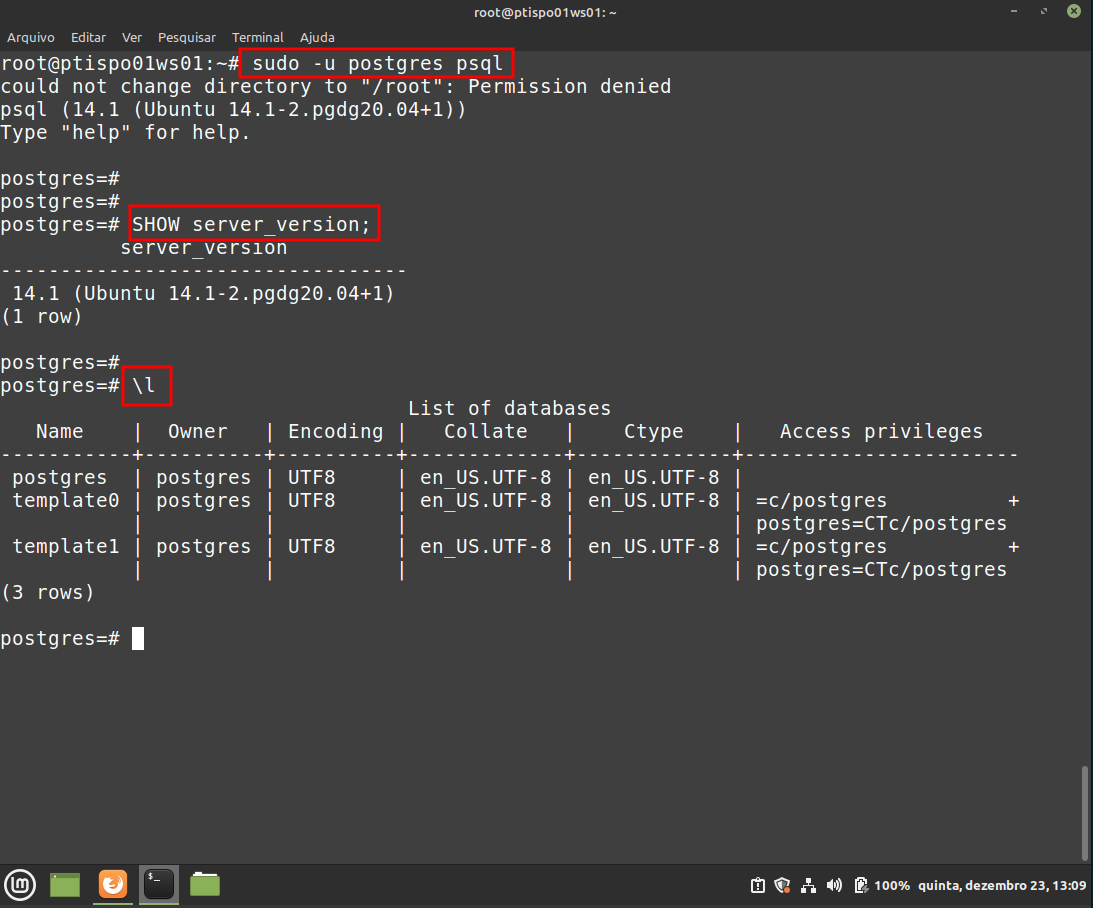 root@ptispo01ws01: ~
Arquivo Editar Ver Pesquisar Terminal Ajuda
root@ptispo01ws01:~# sudo -u postgres psql
could not change directory to "/root": Permission denied
psql (14.1 (Ubuntu 14.1-2.pgdg20.04+1))
Type "help" for help.
postgres=#
postgres=#
postgres=# SHOW server_version;
         server_version
----------------------------------
 14.1 (Ubuntu 14.1-2.pgdg20.04+1)
(1 row)
postgres=#
postgres=# \l
                                  List of databases
   Name    |  Owner   | Encoding |   Collate   |    Ctype    |   Access privileges
-----------+----------+----------+-------------+-------------+-----------------------
 postgres  | postgres | UTF8     | en_US.UTF-8 | en_US.UTF-8 |
 template0 | postgres | UTF8     | en_US.UTF-8 | en_US.UTF-8 | =c/postgres          +
           |          |          |             |             | postgres=CTc/postgres
 template1 | postgres | UTF8     | en_US.UTF-8 | en_US.UTF-8 | =c/postgres          +
           |          |          |             |             | postgres=CTc/postgres
(3 rows)
postgres=#
$_
100% quinta, dezembro 23, 13:09